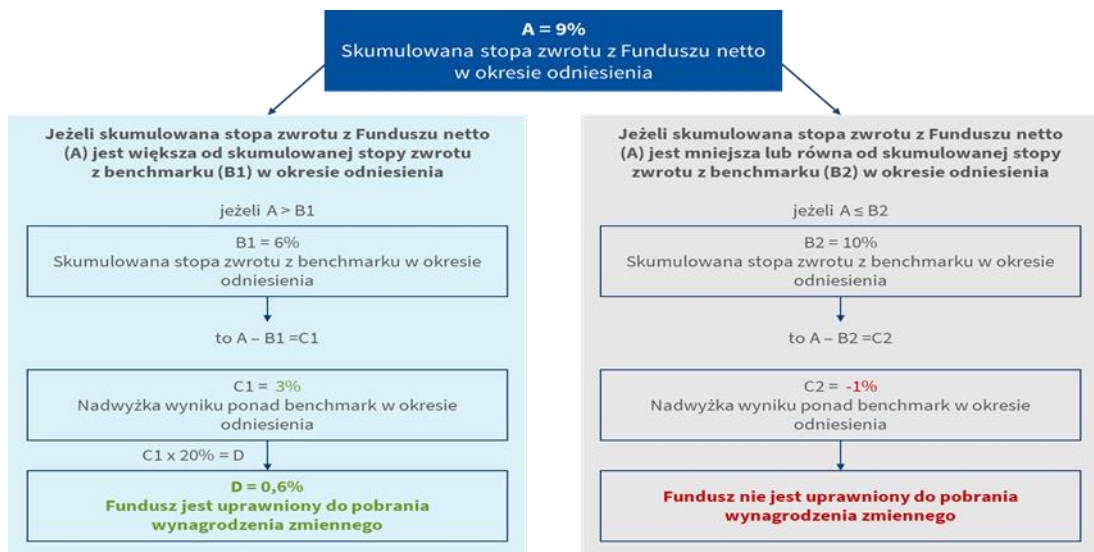 A = 9%
Skumulowana stopa zwrotu z Funduszu netto
w okresie odniesienia
Jeżeli skumulowana stopa zwrotu z Funduszu netto
(A) jest większa od skumulowanej stopy zwrotu
z benchmarku (B1) w okresie odniesienia
jeżeli A > B1
B1 = 6%
Skumulowana stopa zwrotu z benchmarku w okresie
odniesienia
to A – B1 =C1
C1 = 3%
Nadwyżka wyniku ponad benchmark w okresie
odniesienia
C1 x 20% = D
D = 0,6%
Fundusz jest uprawniony do pobrania
wynagrodzenia zmiennego
Jeżeli skumulowana stopa zwrotu z Funduszu netto
(A) jest mniejsza lub równa od skumulowanej stopy
zwrotu z benchmarku (B2) w okresie odniesienia
jeżeli A ≤ B2
B2 = 10%
Skumulowana stopa zwrotu z benchmarku w okresie
odniesienia
to A – B2 =C2
C2 = -1%
Nadwyżka wyniku ponad benchmark w okresie
odniesienia
Fundusz nie jest uprawniony do pobrania
wynagrodzenia zmiennego